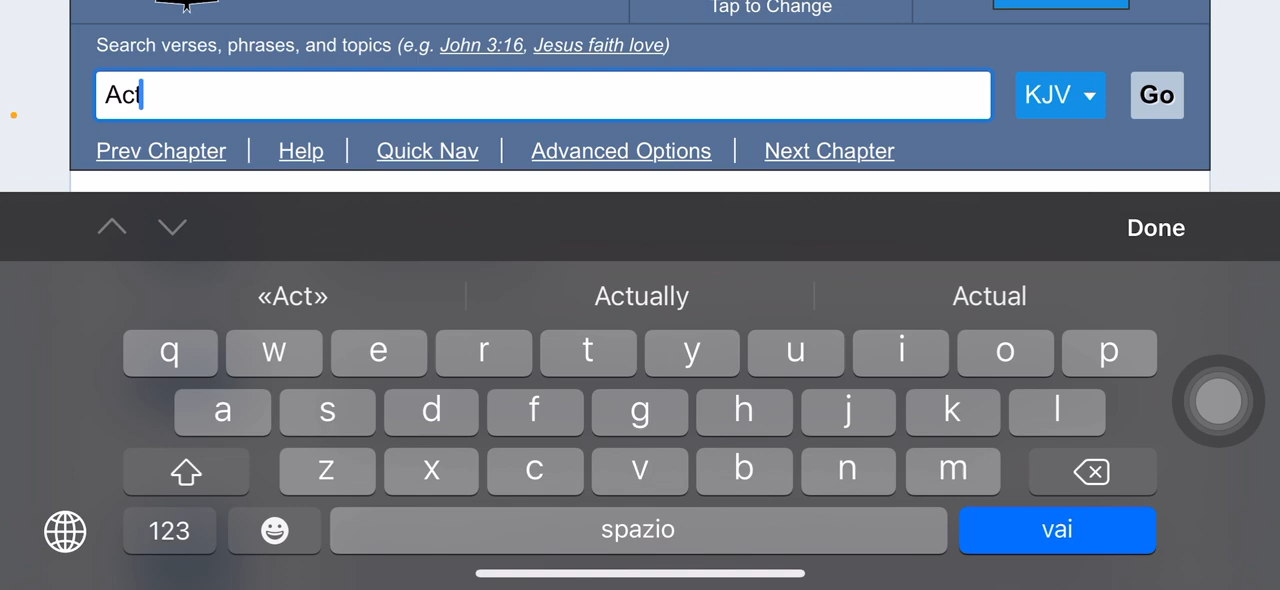 Tap to Change
Search verses, phrases, and topics (e.g. John 3:16, Jesus faith love)
Act
KJV
Go
Prev Chapter | Help | Quick Nav | Advanced Options | Next Chapter
Done
«Act» Actually Actual
q w e r t y u i o p
a s d f g h j k l
z x c v b n m
123 spazio vai